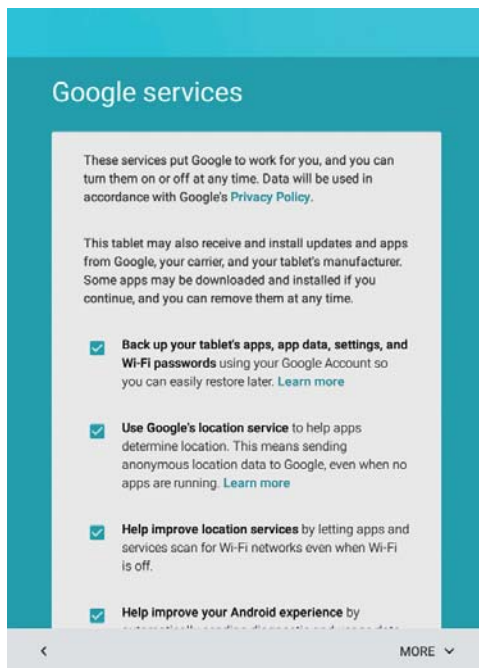 Google services
These services put Google to work for you, and you can
turn them on or off at any time. Data will be used in
accordance with Google's Privacy Policy.
This tablet may also receive and install updates and apps
from Google, your carrier, and your tablet's manufacturer.
Some apps may be downloaded and installed if you
continue, and you can remove them at any time.
Back up your tablet's apps, app data, settings, and
Wi-Fi passwords using your Google Account so
you can easily restore later. Learn more
Use Google's location service to help apps
determine location. This means sending
anonymous location data to Google, even when no
apps are running. Learn more
Help improve location services by letting apps and
services scan for Wi-Fi networks even when Wi-Fi
is off.
Help improve your Android experience by
MORE